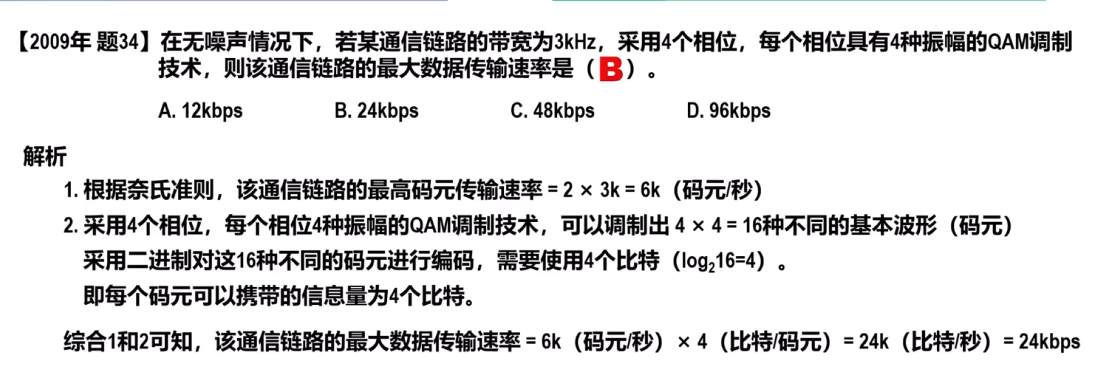 【2009年 题34】在无噪声情况下，若某通信链路的带宽为3kHz，采用4个相位，每个相位具有4种振幅的QAM调制
技术，则该通信链路的最大数据传输速率是（B）。
A. 12kbps B. 24kbps C. 48kbps D. 96kbps
解析
1. 根据奈氏准则，该通信链路的最高码元传输速率 = 2 × 3k = 6k（码元/秒）
2. 采用4个相位，每个相位4种振幅的QAM调制技术，可以调制出 4 × 4 = 16种不同的基本波形（码元）
采用二进制对这16种不同的码元进行编码，需要使用4个比特（log₂16=4）。
即每个码元可以携带的信息量为4个比特。
综合1和2可知，该通信链路的最大数据传输速率 = 6k（码元/秒）× 4（比特/码元）= 24k（比特/秒）= 24kbps